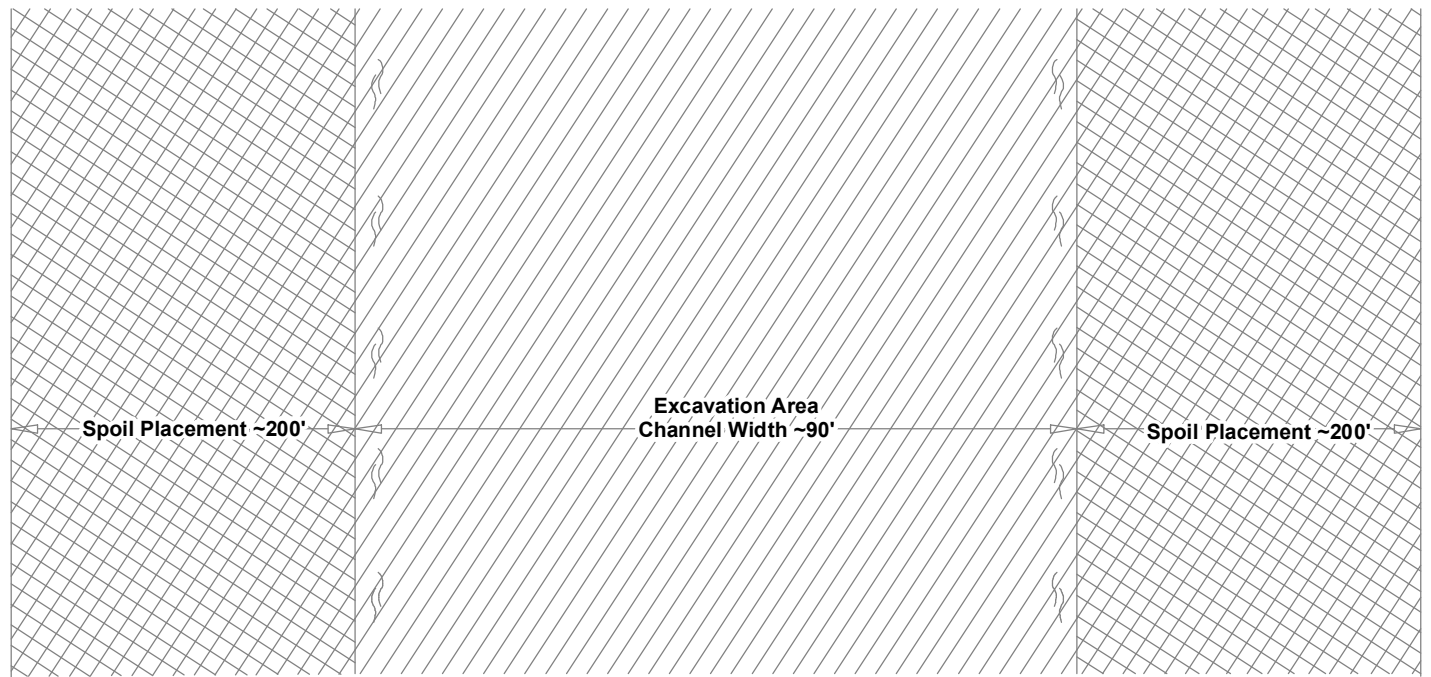 Spoil Placement ~200'
Excavation Area
Channel Width ~90'
Spoil Placement ~200'